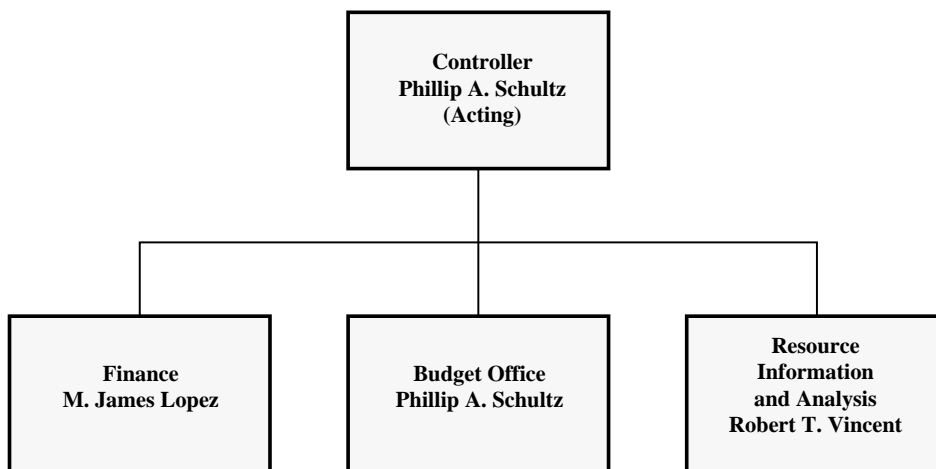 Controller
Phillip A. Schultz
(Acting)
Finance
M. James Lopez
Budget Office
Phillip A. Schultz
Resource
Information
and Analysis
Robert T. Vincent